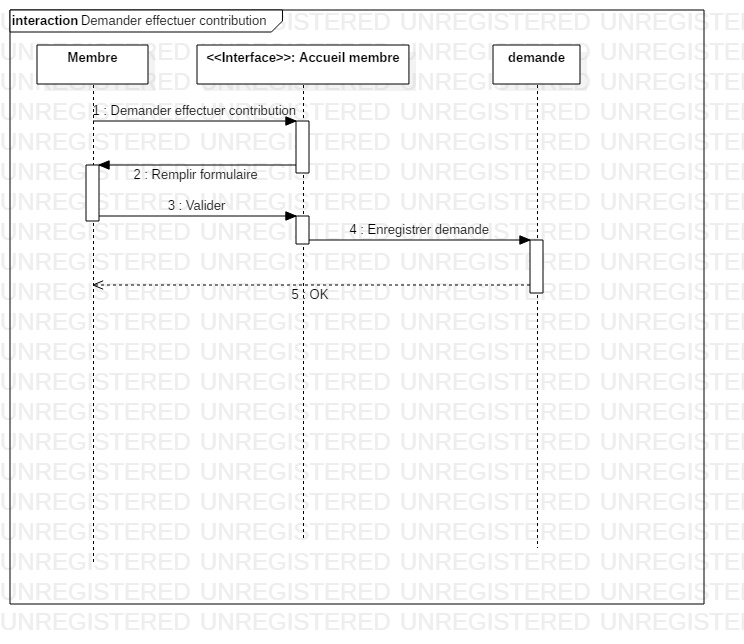 interaction Demander effectuer contribution
Membre
<<Interface>>: Accueil membre
demande
1 : Demander effectuer contribution
2 : Remplir formulaire
3 : Valider
4 : Enregistrer demande
5 : OK
UNREGISTERED UNREGISTERED UNREGISTERED UNREGISTERED